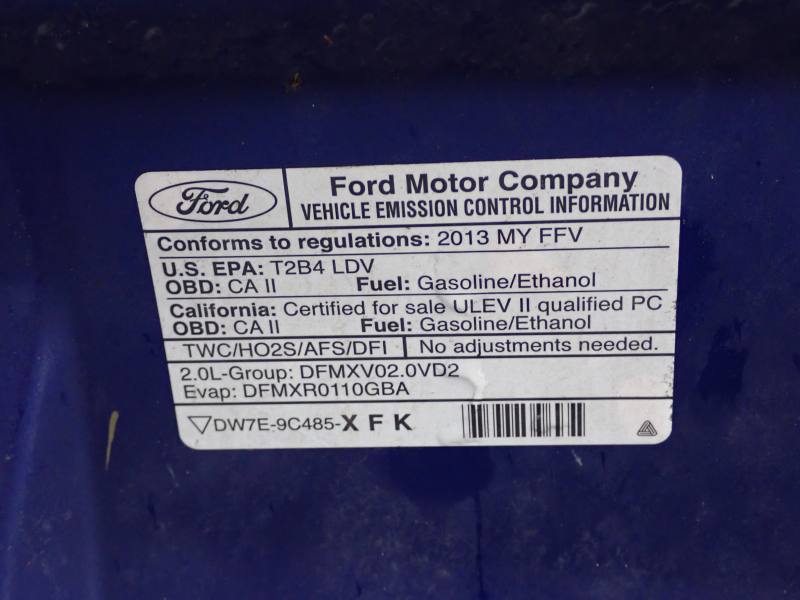 Ford
Ford Motor Company
VEHICLE EMISSION CONTROL INFORMATION
Conforms to regulations: 2013 MY FFV
U.S. EPA: T2B4 LDV
OBD: CA II Fuel: Gasoline/Ethanol
California: Certified for sale ULEV II qualified PC
OBD: CA II Fuel: Gasoline/Ethanol
TWC/HO2S/AFS/DFI No adjustments needed.
2.0L-Group: DFMXV02.0VD2
Evap: DFMXR0110GBA
▽DW7E-9C485-X F K